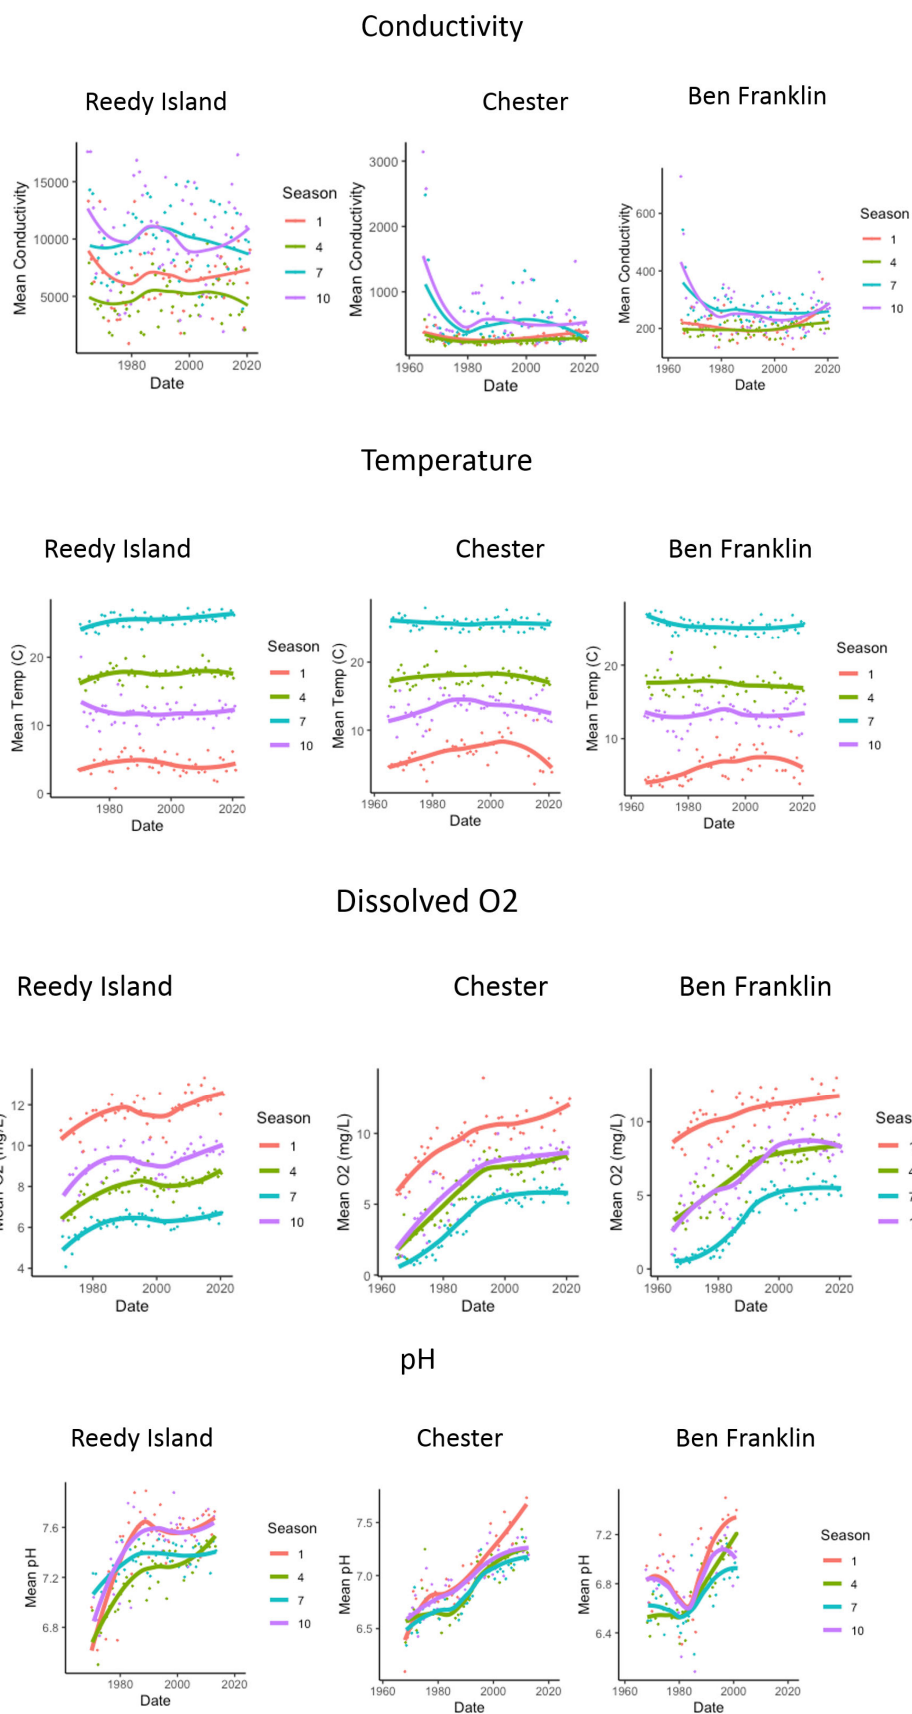 Conductivity
Reedy Island
Chester
Ben Franklin
Mean Conductivity
15000
10000
5000
1980 2000 2020
Date
Season
1
4
7
10
Mean Conductivity
3000
2000
1000
1960 1980 2000 2020
Date
Mean Conductivity
600
400
200
1960 1980 2000 2020
Date
Season
1
4
7
10
Temperature
Reedy Island
Chester
Ben Franklin
Mean Temp (C)
20
10
0
1980 2000 2020
Date
Season
1
4
7
10
Mean Temp (C)
20
10
1960 1980 2000 2020
Date
Mean Temp (C)
20
10
1960 1980 2000 2020
Date
Season
1
4
7
10
Dissolved O2
Reedy Island
Chester
Ben Franklin
O2 (mg/L)
12
10
8
6
4
1980 2000 2020
Date
Season
1
4
7
10
Mean O2 (mg/L)
10
5
0
1960 1980 2000 2020
Date
Mean O2 (mg/L)
10
5
0
1960 1980 2000 2020
Date
pH
Reedy Island
Chester
Ben Franklin
Mean pH
7.6
7.2
6.8
1980 2000 2020
Date
Season
1
4
7
10
Mean pH
7.5
7.0
6.5
1960 1980 2000 2020
Date
Mean pH
7.2
6.8
6.4
1960 1980 2000 2020
Date
Season
1
4
7
10